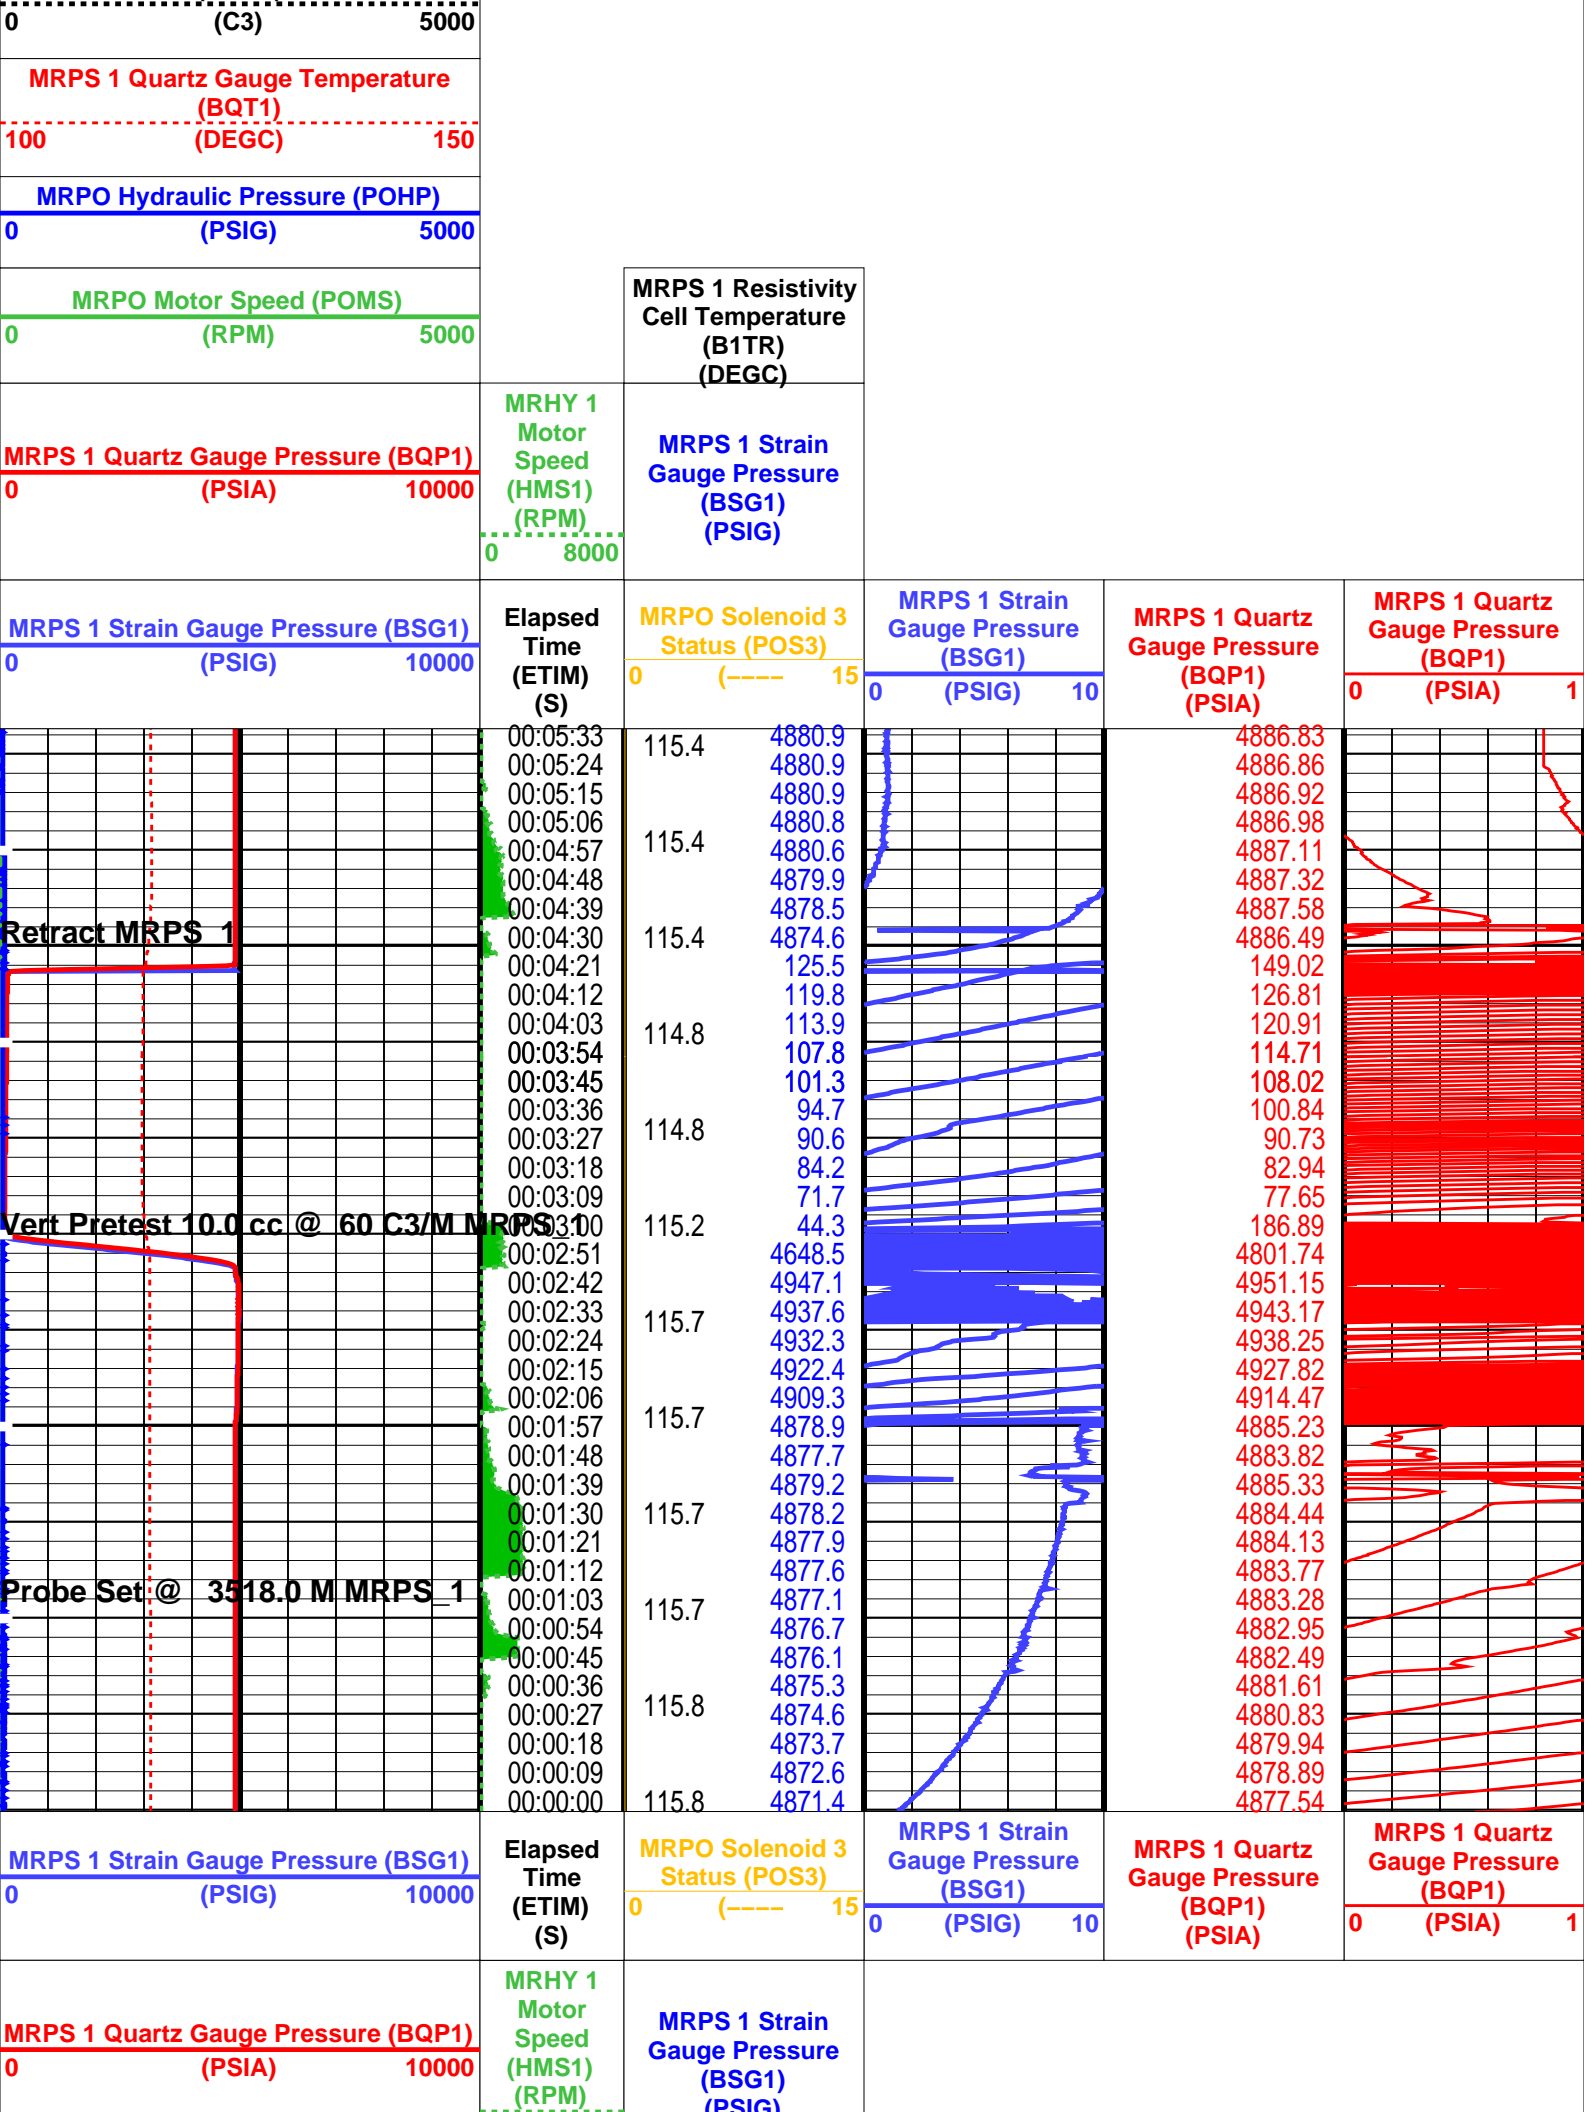 0 (C3) 5000
MRPS 1 Quartz Gauge Temperature
(BQT1)
100 (DEGC) 150
MRPO Hydraulic Pressure (POHP)
0 (PSIG) 5000
MRPO Motor Speed (POMS)
0 (RPM) 5000
MRPS 1 Resistivity
Cell Temperature
(B1TR)
(DEGC)
MRPS 1 Quartz Gauge Pressure (BQP1)
0 (PSIA) 10000
MRHY 1
Motor
Speed
(HMS1)
(RPM)
0 8000
MRPS 1 Strain
Gauge Pressure
(BSG1)
(PSIG)
MRPS 1 Strain Gauge Pressure (BSG1)
0 (PSIG) 10000
Elapsed
Time
(ETIM)
(S)
MRPO Solenoid 3
Status (POS3)
0 (---- 15
MRPS 1 Strain
Gauge Pressure
(BSG1)
0 (PSIG) 10
MRPS 1 Quartz
Gauge Pressure
(BQP1)
(PSIA)
MRPS 1 Quartz
Gauge Pressure
(BQP1)
0 (PSIA) 1
00:05:33 115.4 4880.9 4886.83
00:05:24 4880.9 4886.86
00:05:15 4880.9 4886.92
00:05:06 4880.8 4886.98
00:04:57 115.4 4880.6 4887.11
00:04:48 4879.9 4887.32
00:04:39 4878.5 4887.58
Retract MRPS_1
00:04:30 115.4 4874.6 4886.49
00:04:21 125.5 149.02
00:04:12 119.8 126.81
00:04:03 114.8 113.9 120.91
00:03:54 107.8 114.71
00:03:45 101.3 108.02
00:03:36 94.7 100.84
00:03:27 114.8 90.6 90.73
00:03:18 84.2 82.94
00:03:09 71.7 77.65
Vert Pretest 10.0 cc @ 60 C3/M MRPS_1
00:03:00 115.2 44.3 186.89
00:02:51 4648.5 4801.74
00:02:42 4947.1 4951.15
00:02:33 115.7 4937.6 4943.17
00:02:24 4932.3 4938.25
00:02:15 4922.4 4927.82
00:02:06 4909.3 4914.47
00:01:57 115.7 4878.9 4885.23
00:01:48 4877.7 4883.82
00:01:39 4879.2 4885.33
00:01:30 115.7 4878.2 4884.44
00:01:21 4877.9 4884.13
00:01:12 4877.6 4883.77
Probe Set @ 3518.0 M MRPS_1
00:01:03 115.7 4877.1 4883.28
00:00:54 4876.7 4882.95
00:00:45 4876.1 4882.49
00:00:36 4875.3 4881.61
00:00:27 115.8 4874.6 4880.83
00:00:18 4873.7 4879.94
00:00:09 4872.6 4878.89
00:00:00 115.8 4871.4 4877.54
MRPS 1 Strain Gauge Pressure (BSG1)
0 (PSIG) 10000
Elapsed
Time
(ETIM)
(S)
MRPO Solenoid 3
Status (POS3)
0 (---- 15
MRPS 1 Strain
Gauge Pressure
(BSG1)
0 (PSIG) 10
MRPS 1 Quartz
Gauge Pressure
(BQP1)
(PSIA)
MRPS 1 Quartz
Gauge Pressure
(BQP1)
0 (PSIA) 1
MRPS 1 Quartz Gauge Pressure (BQP1)
0 (PSIA) 10000
MRHY 1
Motor
Speed
(HMS1)
(RPM)
MRPS 1 Strain
Gauge Pressure
(BSG1)
(PSIG)